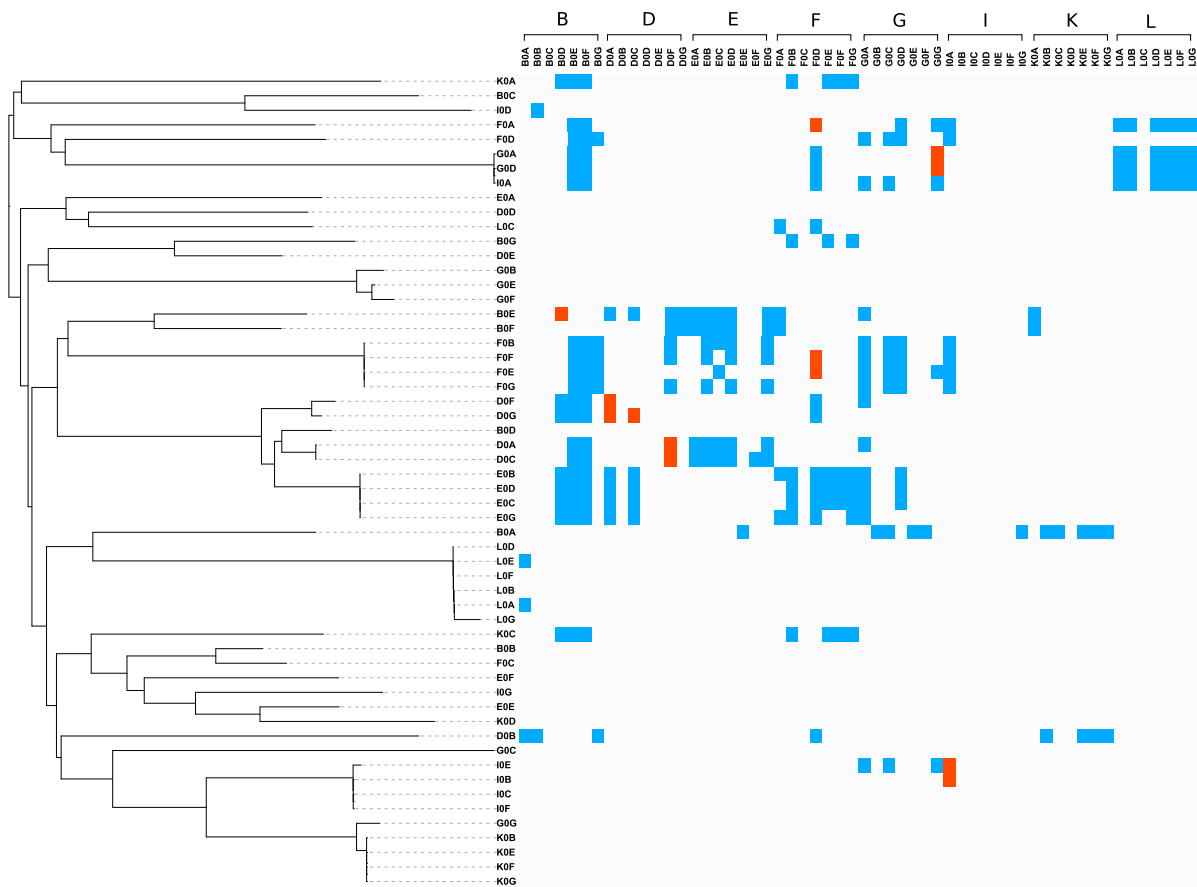 B D E F G I K L
B0A B0B B0C B0D B0E B0F B0G D0A D0B D0C D0D D0E D0F D0G E0A E0B E0C E0D E0E E0F E0G F0A F0B F0C F0D F0E F0F F0G G0A G0B G0C G0D G0E G0F G0G I0A I0B I0C I0D I0E I0F I0G K0A K0B K0C K0D K0E K0F K0G L0A L0B L0C L0D L0E L0F L0G
K0A
B0C
I0D
F0A
F0D
G0A
G0D
I0A
E0A
D0D
L0C
B0G
D0E
G0B
G0E
G0F
B0E
B0F
F0B
F0F
F0E
F0G
D0F
D0G
B0D
D0A
D0C
E0B
E0D
E0C
E0G
B0A
L0D
L0E
L0F
L0B
L0A
L0G
K0C
B0B
F0C
E0F
I0G
E0E
K0D
D0B
G0C
I0E
I0B
I0C
I0F
G0G
K0B
K0E
K0F
K0G